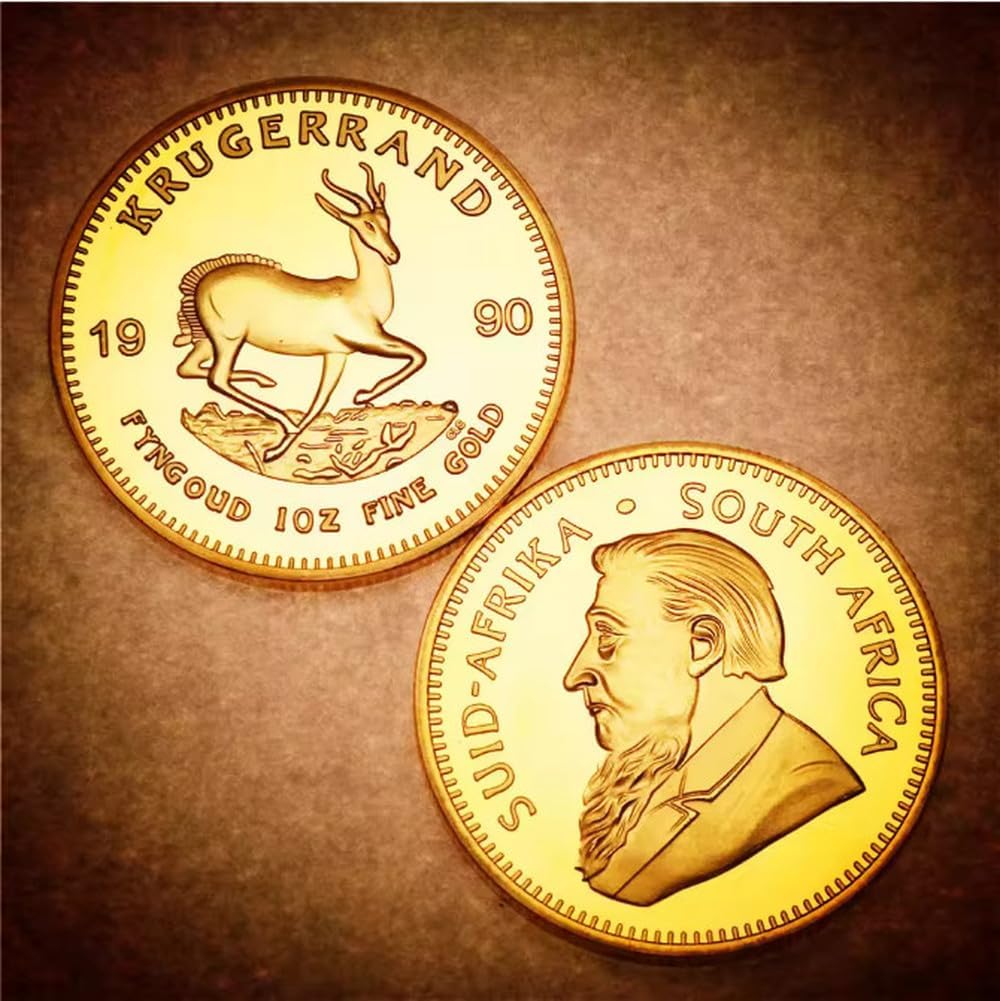 KRUGERRAND
19 90
FYNGOUD 1OZ FINE GOLD
SUID-AFRIKA · SOUTH AFRICA